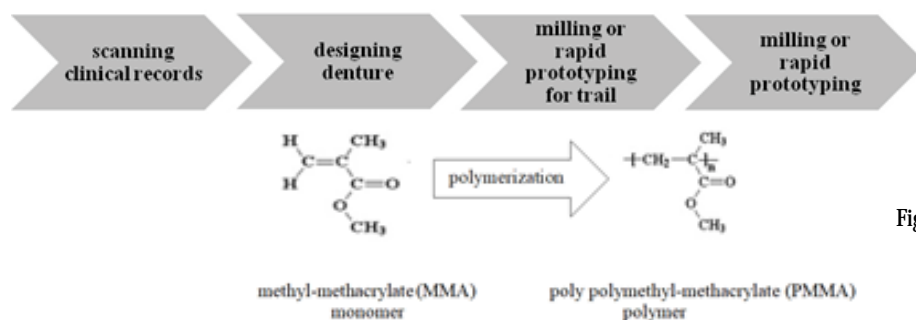 scanning
clinical records
designing
denture
milling or
rapid
prototyping
for trail
milling or
rapid
prototyping
H
CH3
C=C
H
C=O
O
CH3
polymerization
CH3
CH2
C
n
C=O
O
CH3
Fig
methyl-methacrylate (MMA)
monomer
poly polymethyl-methacrylate (PMMA)
polymer